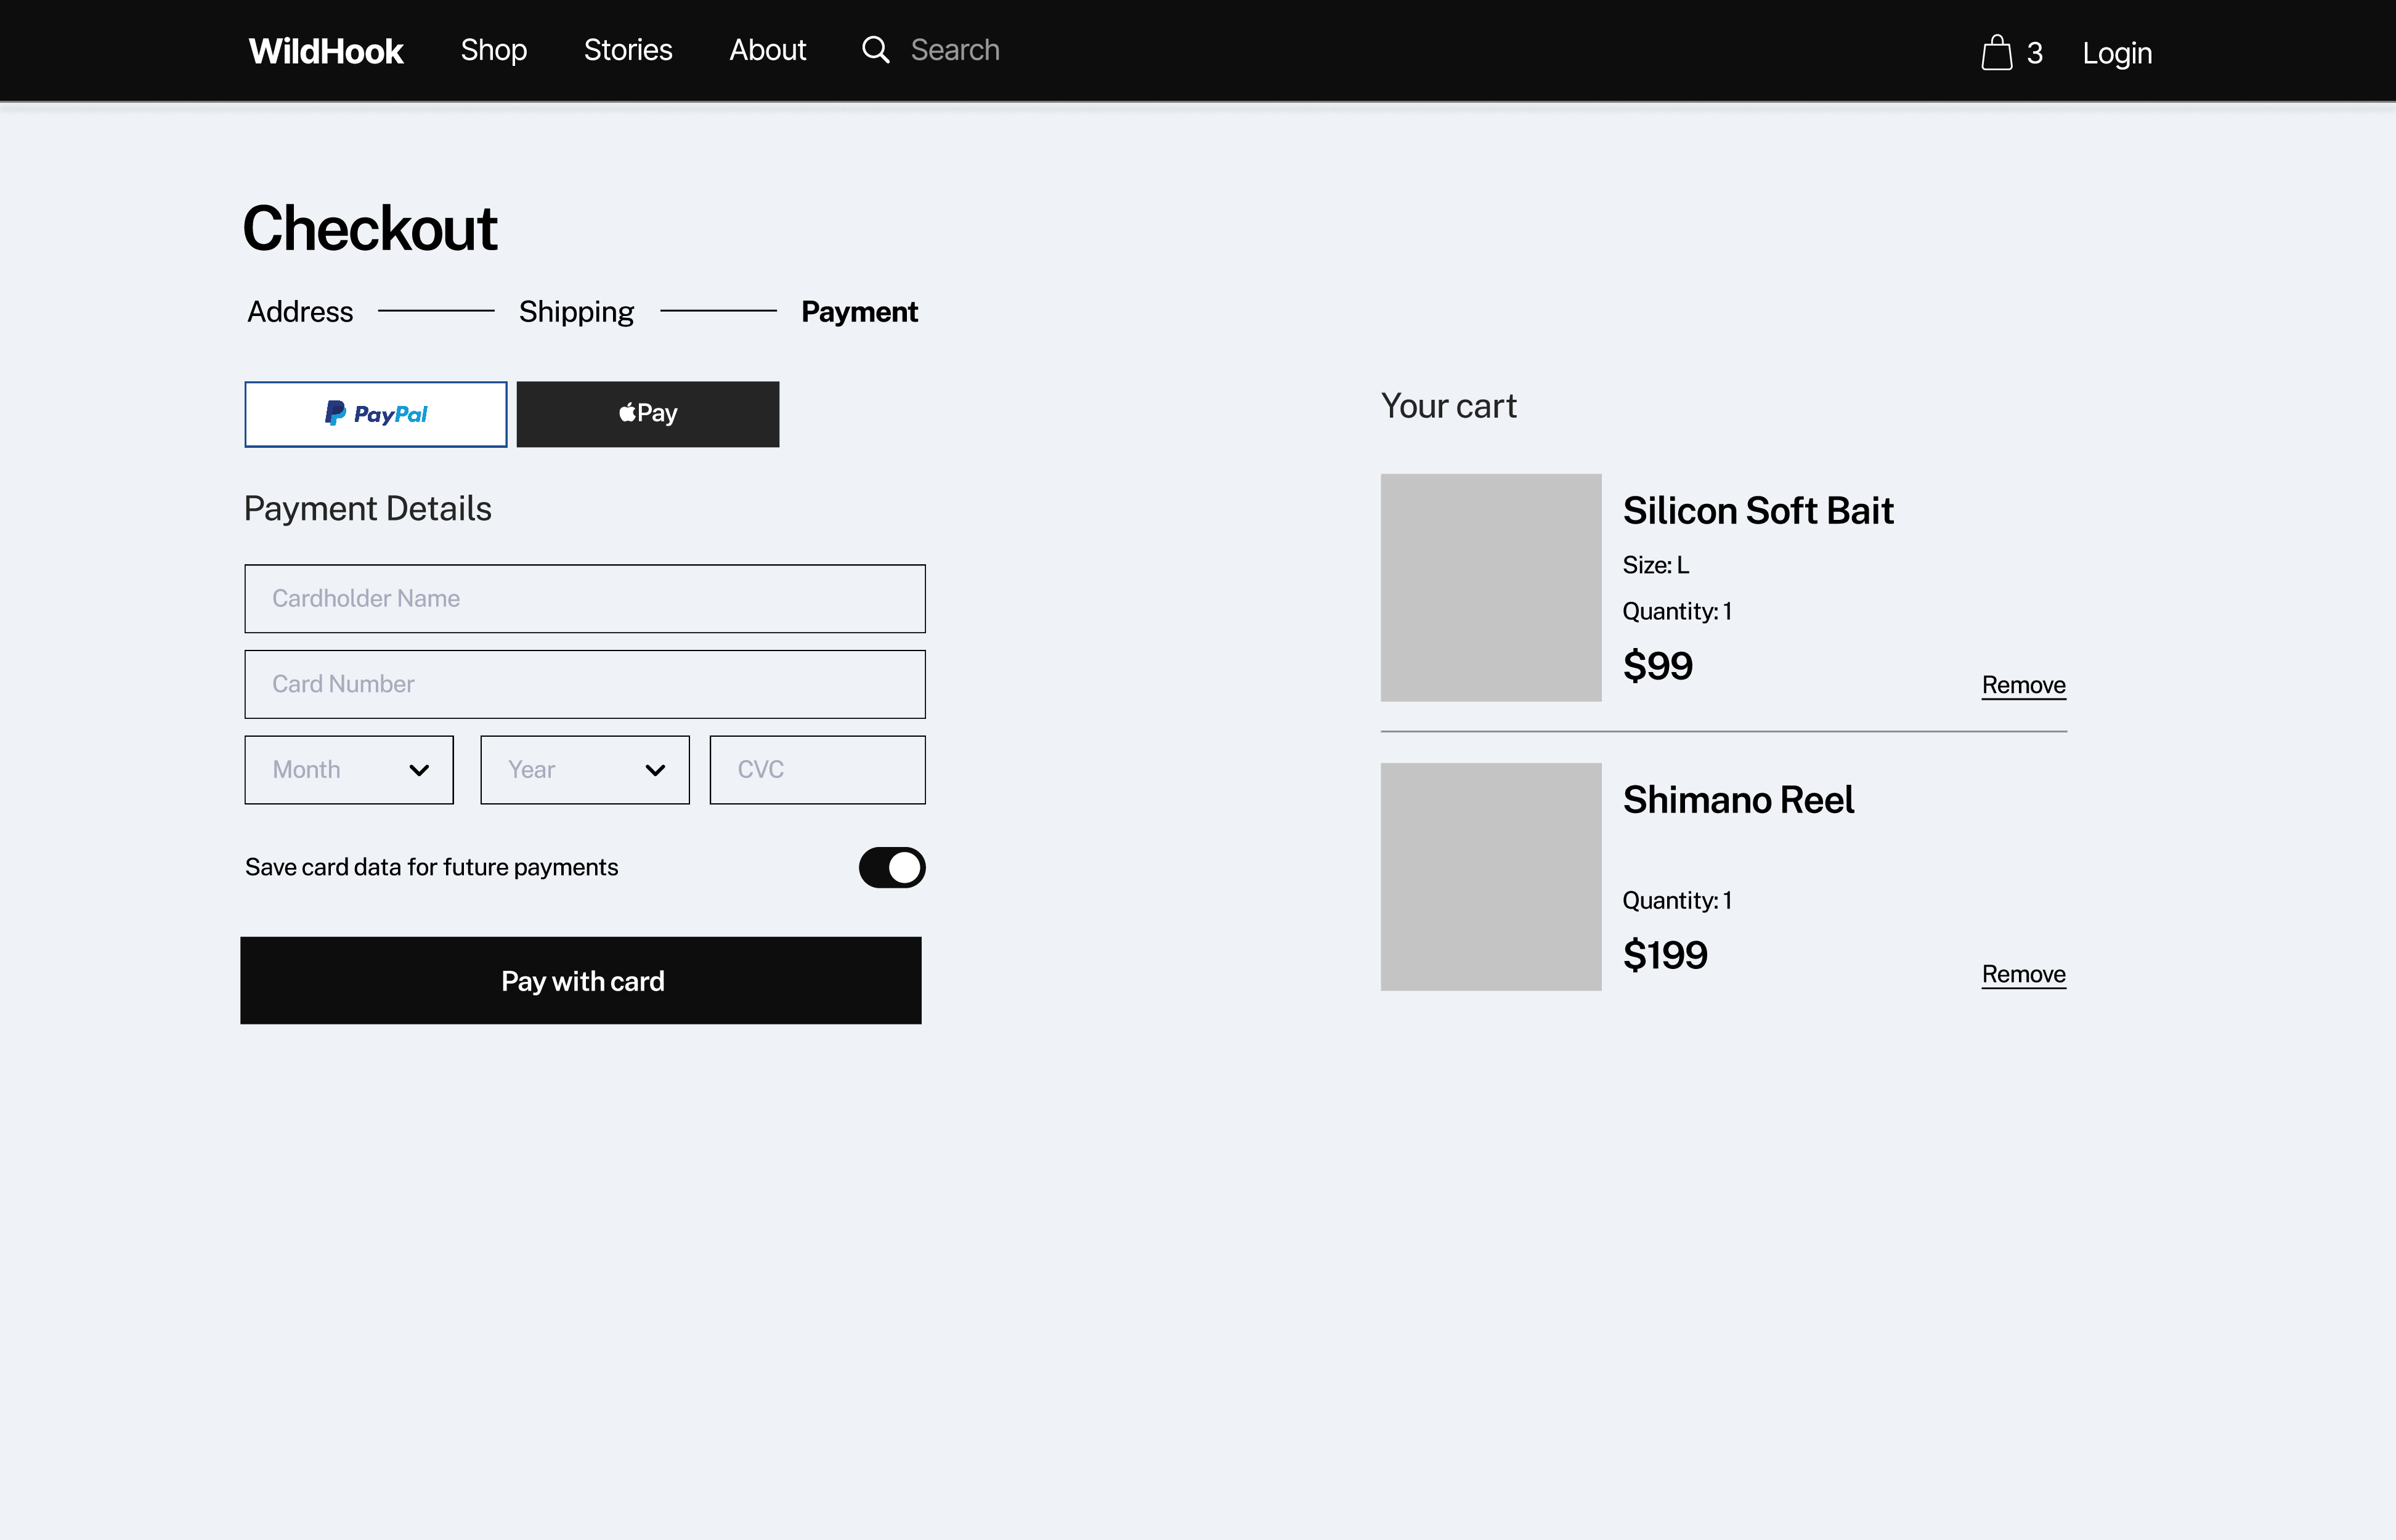 WildHook Shop Stories About Search 3 Login
Checkout
Address Shipping Payment
PayPal Pay
Payment Details
Cardholder Name
Card Number
Month Year CVC
Save card data for future payments
Pay with card
Your cart
Silicon Soft Bait
Size: L
Quantity: 1
$99
Remove
Shimano Reel
Quantity: 1
$199
Remove